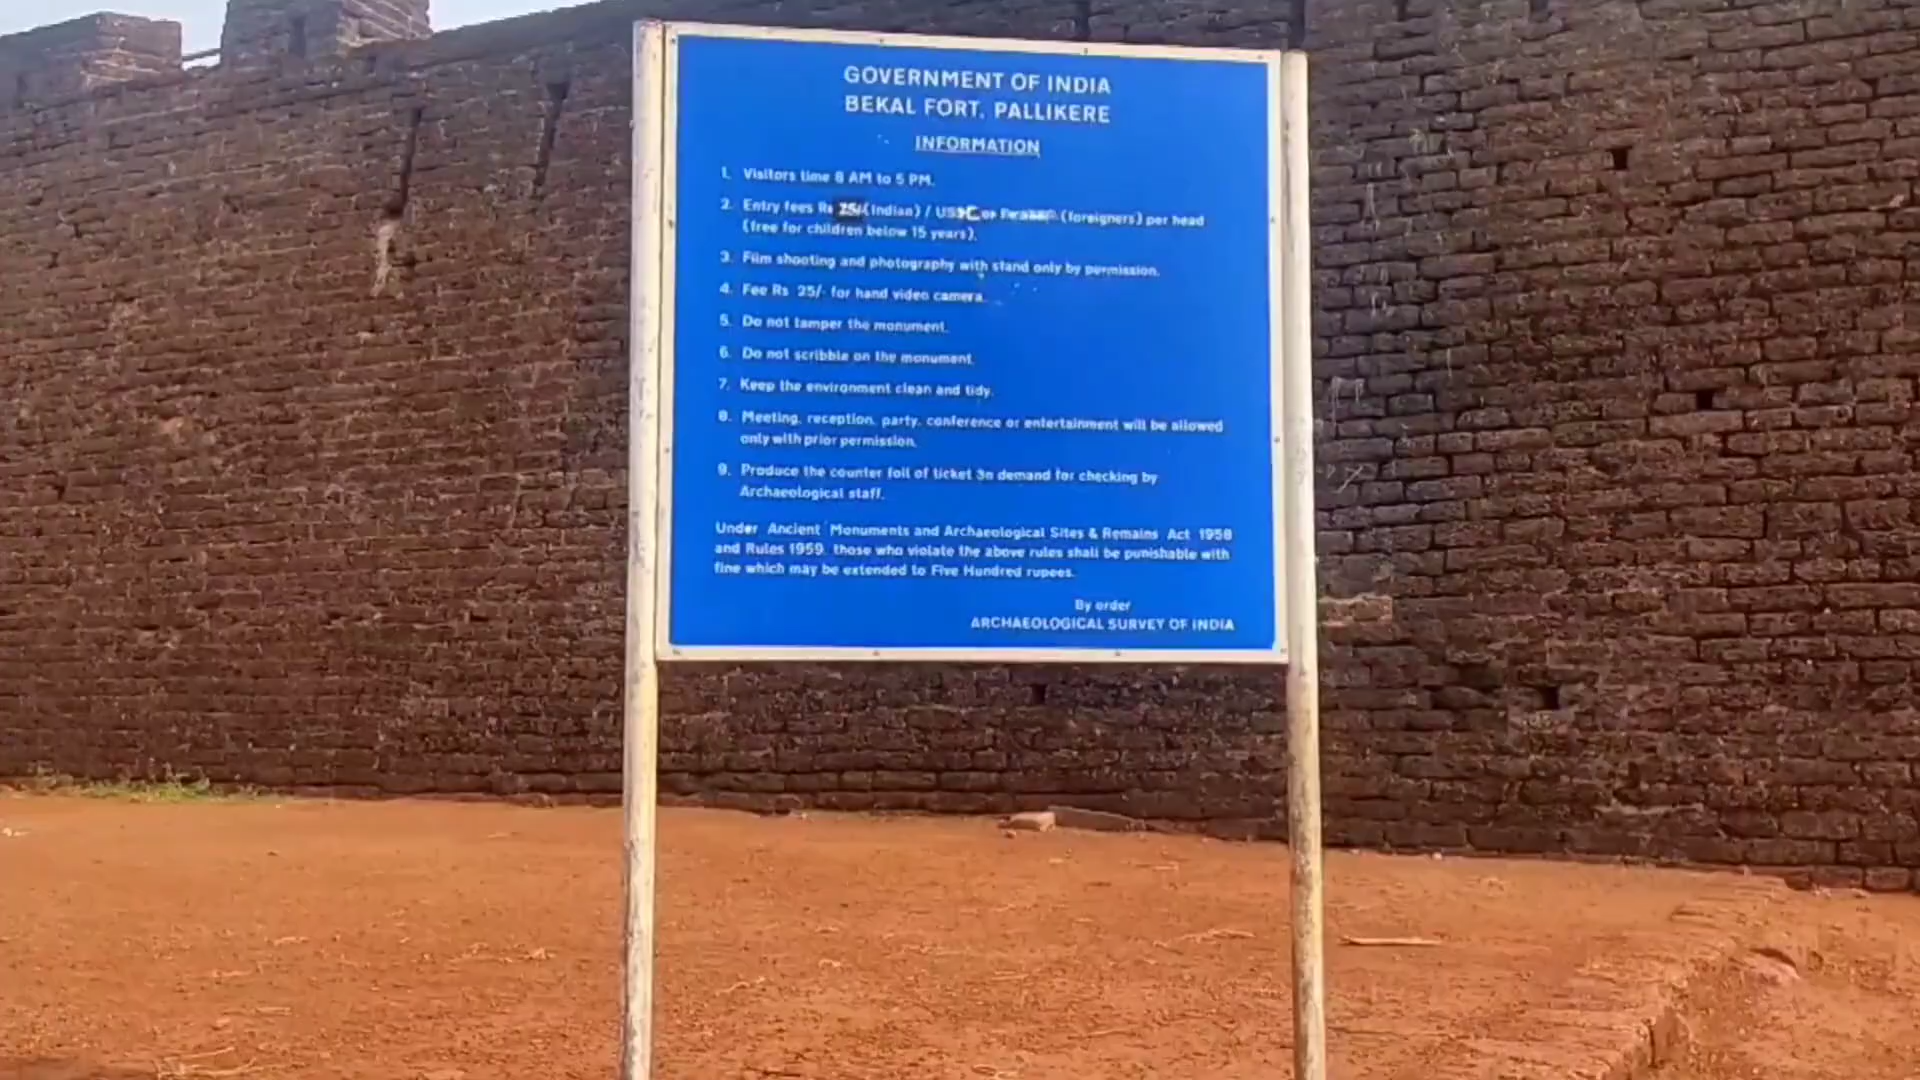 GOVERNMENT OF INDIA
BEKAL FORT, PALLIKERE
INFORMATION
1. Visitors time 8 AM to 5 PM.
2. Entry fees Rs 25/- (Indian) / US$ or (foreigners) per head
(free for children below 15 years).
3. Film shooting and photography with stand only by permission.
4. Fee Rs 25/- for hand video camera
5. Do not tamper the monument.
6. Do not scribble on the monument.
7. Keep the environment clean and tidy.
8. Meeting, reception, party, conference or entertainment will be allowed
only with prior permission.
9. Produce the counter foil of ticket on demand for checking by
Archaeological staff.
Under Ancient Monuments and Archaeological Sites & Remains Act 1958
and Rules 1959, those who violate the above rules shall be punishable with
fine which may be extended to Five Hundred rupees.
By order
ARCHAEOLOGICAL SURVEY OF INDIA